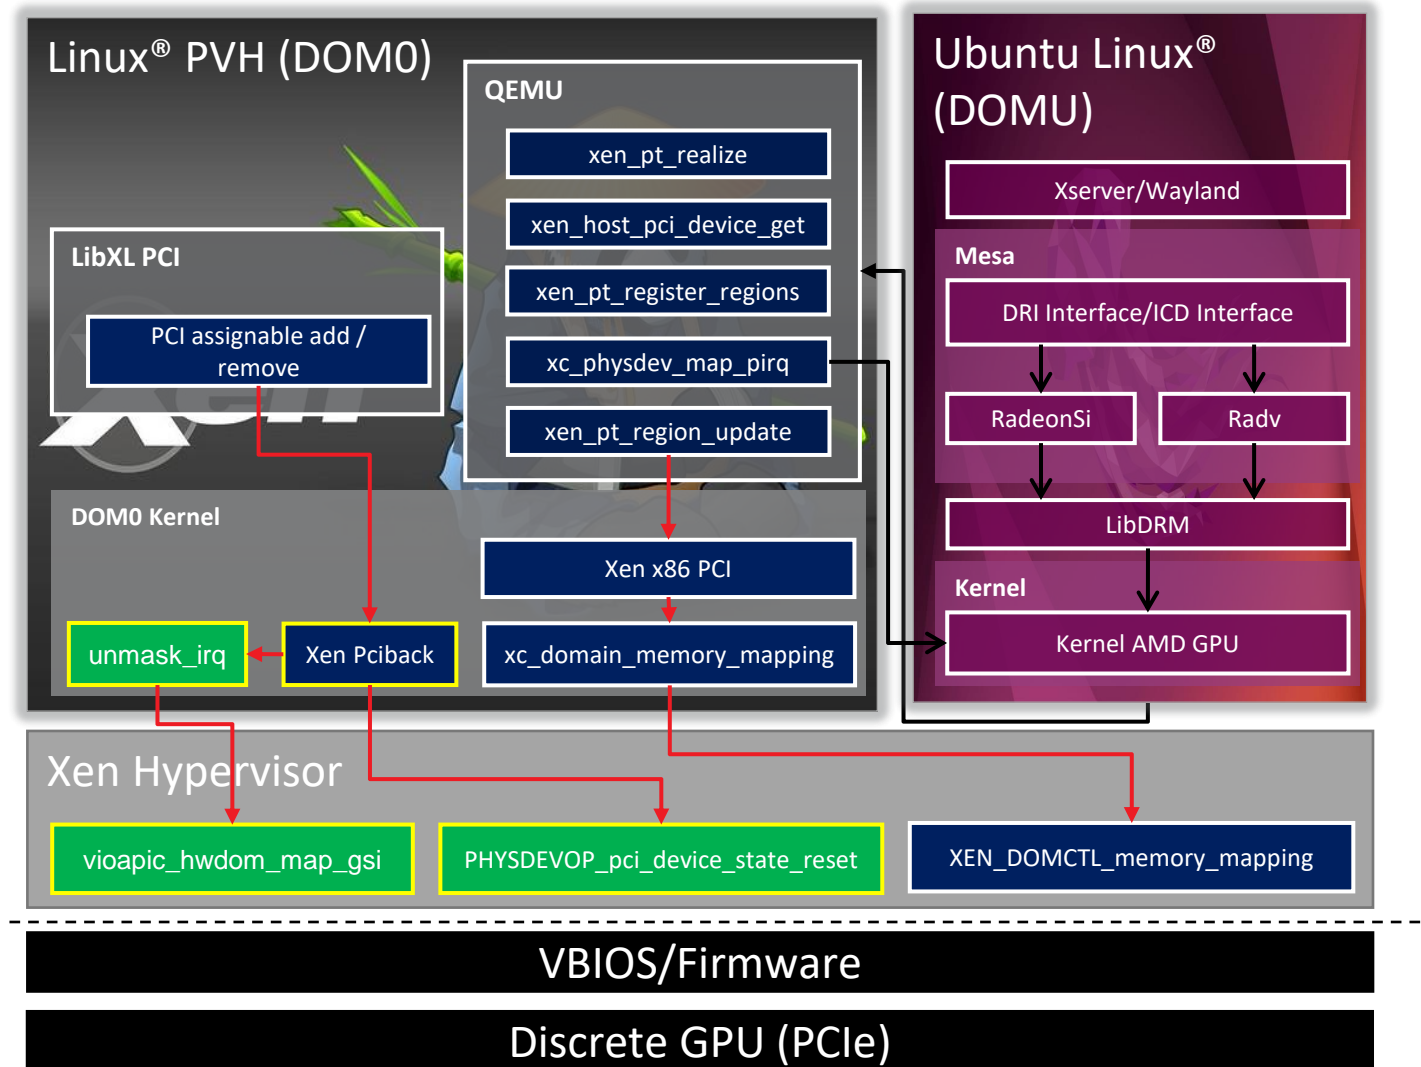 Linux® PVH (DOM0)
QEMU
xen_pt_realize
xen_host_pci_device_get
xen_pt_register_regions
xc_physdev_map_pirq
xen_pt_region_update
LibXL PCI
PCI assignable add /
remove
Xen
DOM0 Kernel
Xen x86 PCI
unmask_irq
Xen Pciback
xc_domain_memory_mapping
Ubuntu Linux®
(DOMU)
Xserver/Wayland
Mesa
DRI Interface/ICD Interface
RadeonSi
Radv
LibDRM
Kernel
Kernel AMD GPU
Xen Hypervisor
vioapic_hwdom_map_gsi
PHYSDEVOP_pci_device_state_reset
XEN_DOMCTL_memory_mapping
VBIOS/Firmware
Discrete GPU (PCIe)